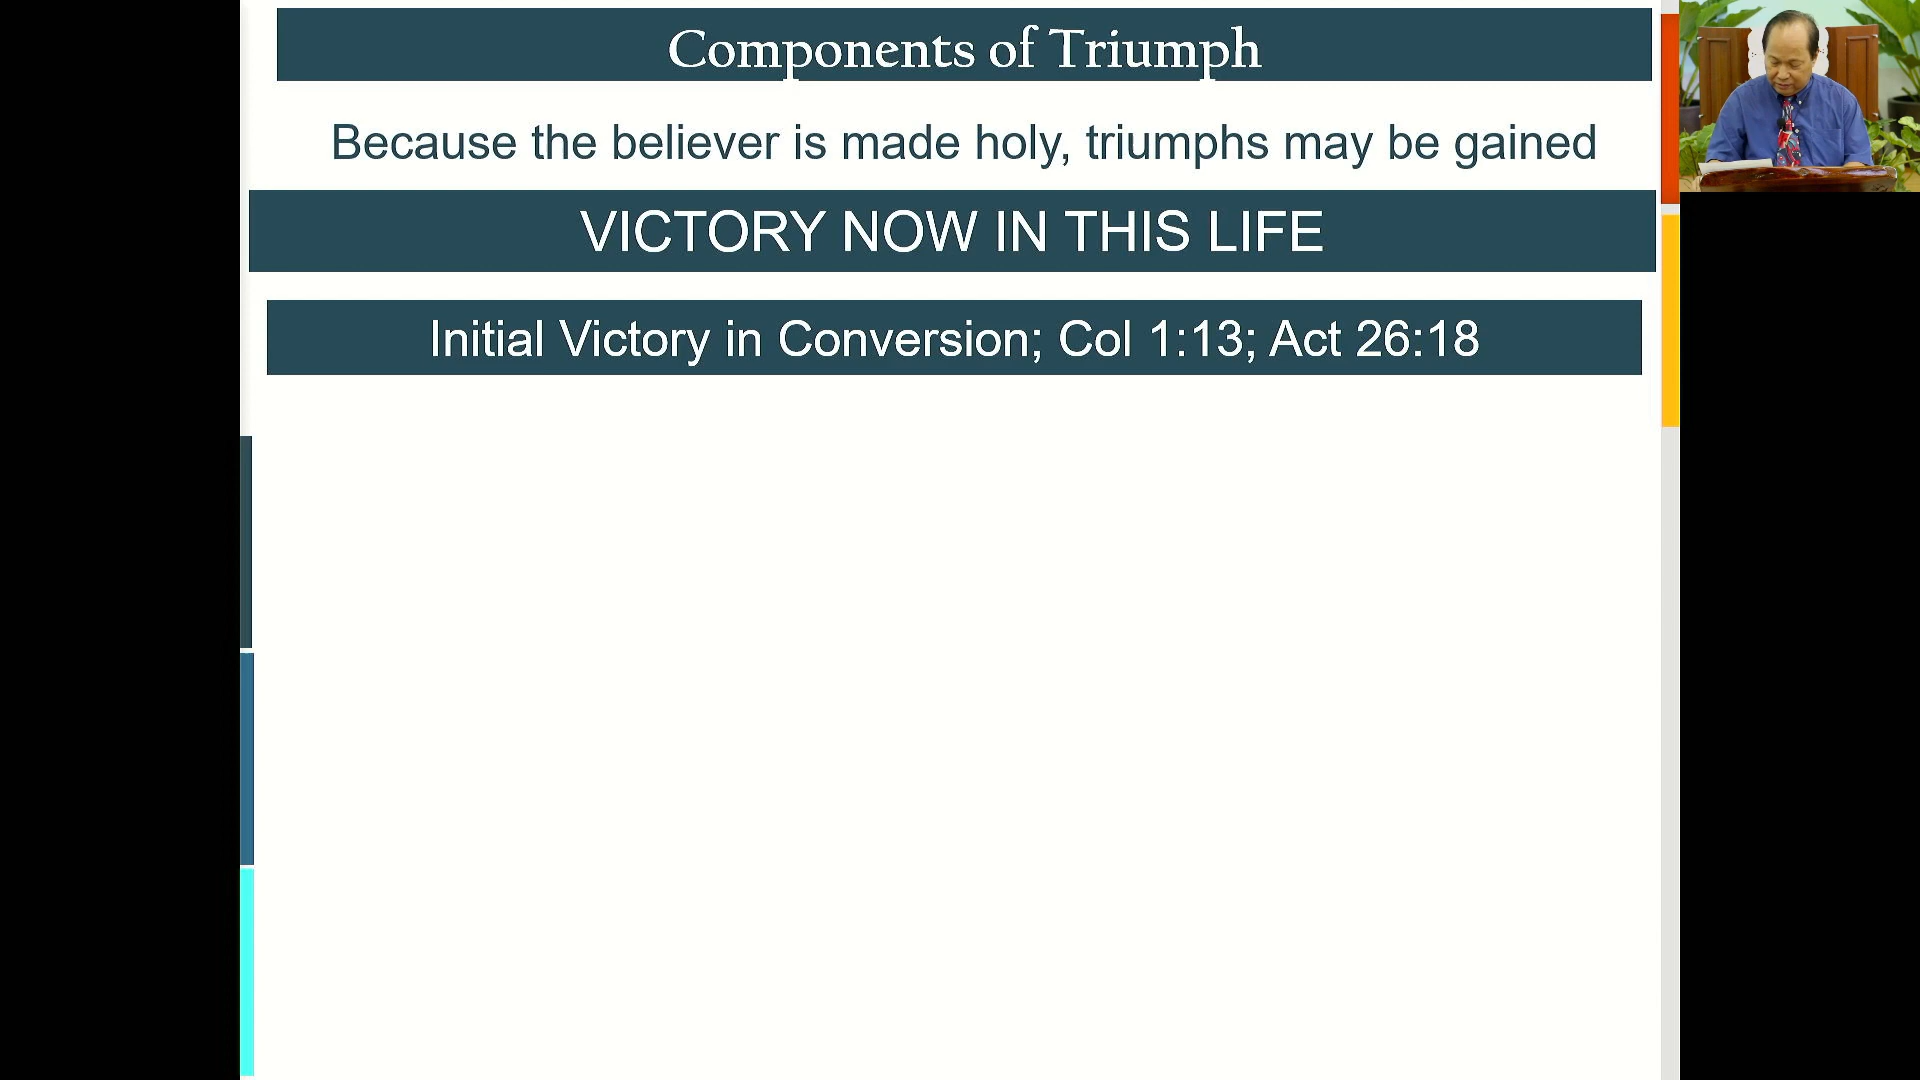 Components of Triumph
Because the believer is made holy, triumphs may be gained
VICTORY NOW IN THIS LIFE
Initial Victory in Conversion; Col 1:13; Act 26:18